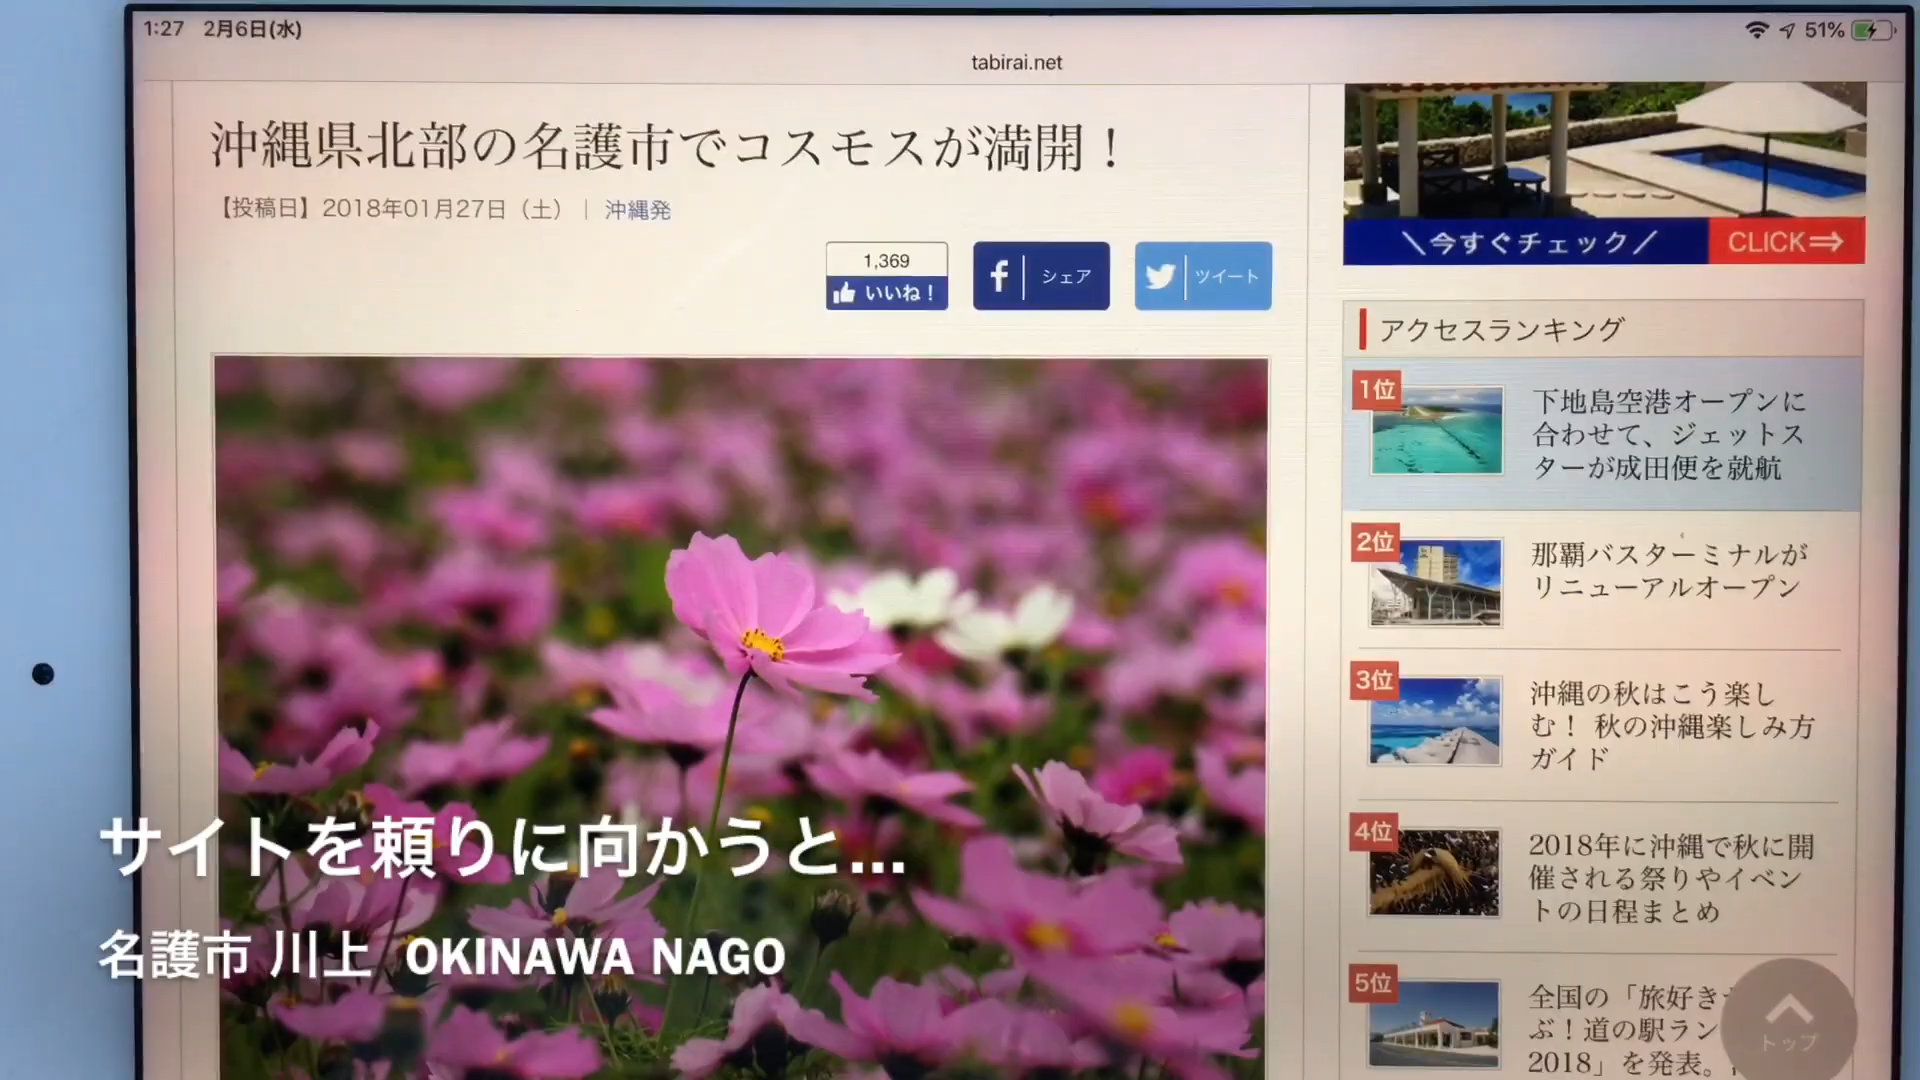 1:27 2月6日(水)
51%
tabirai.net
沖縄県北部の名護市でコスモスが満開！
【投稿日】2018年01月27日（土）｜ 沖縄発
1,369
いいね！
シェア
ツイート
＼今すぐチェック／
CLICK⇒
アクセスランキング
1位
下地島空港オープンに
合わせて、ジェットス
ターが成田便を就航
2位
那覇バスターミナルが
リニューアルオープン
3位
沖縄の秋はこう楽し
む！ 秋の沖縄楽しみ方
ガイド
4位
2018年に沖縄で秋に開
催される祭りやイベン
トの日程まとめ
5位
全国の「旅好き
ぶ！道の駅ラン
2018」を発表。
トップ
サイトを頼りに向かうと...
名護市 川上 OKINAWA NAGO